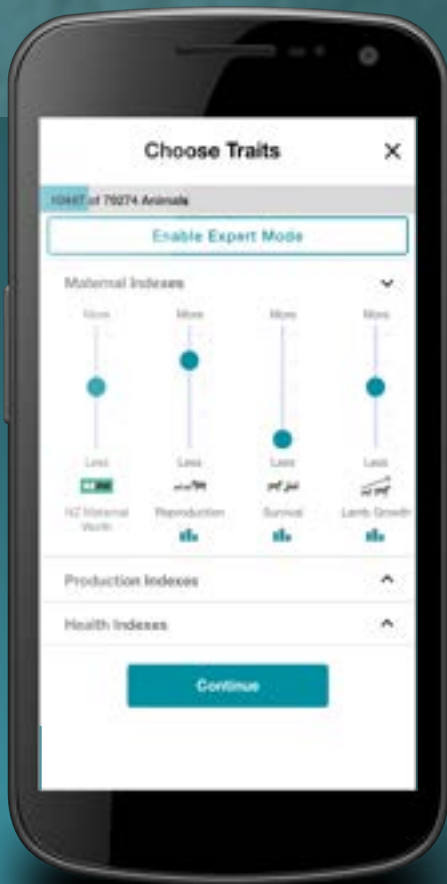 Choose Traits
of 79274 Animals
Enable Expert Mode
Maternal Indexes
More More More More
Less Less Less Less
NZ Maternal Worth
Reproduction
Survival
Lamb Growth
Production Indexes
Health Indexes
Continue